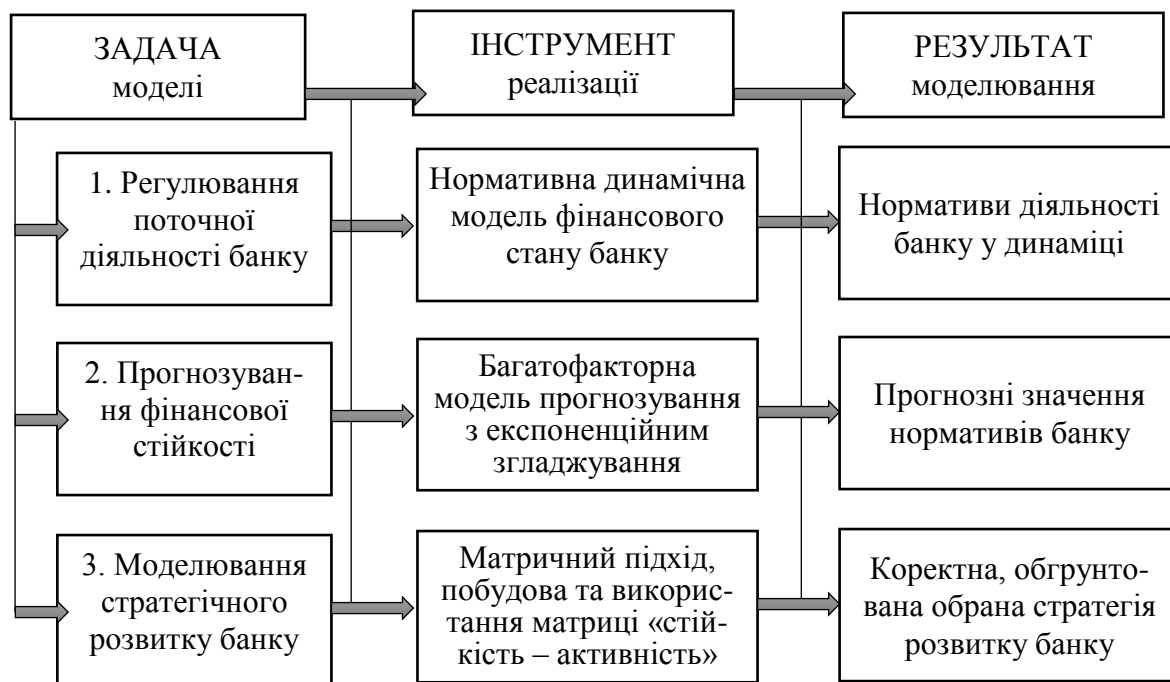 ЗАДАЧА
моделі
ІНСТРУМЕНТ
реалізації
РЕЗУЛЬТАТ
моделювання
1. Регулювання
поточної
діяльності банку
Нормативна динамічна
модель фінансового
стану банку
Нормативи діяльності
банку у динаміці
2. Прогнозуван-
ня фінансової
стійкості
Багатофакторна
модель прогнозування
з експоненційним
згладжування
Прогнозні значення
нормативів банку
3. Моделювання
стратегічного
розвитку банку
Матричний підхід,
побудова та викорис-
тання матриці «стій-
кість – активність»
Коректна, обгрунто-
вана обрана стратегія
розвитку банку